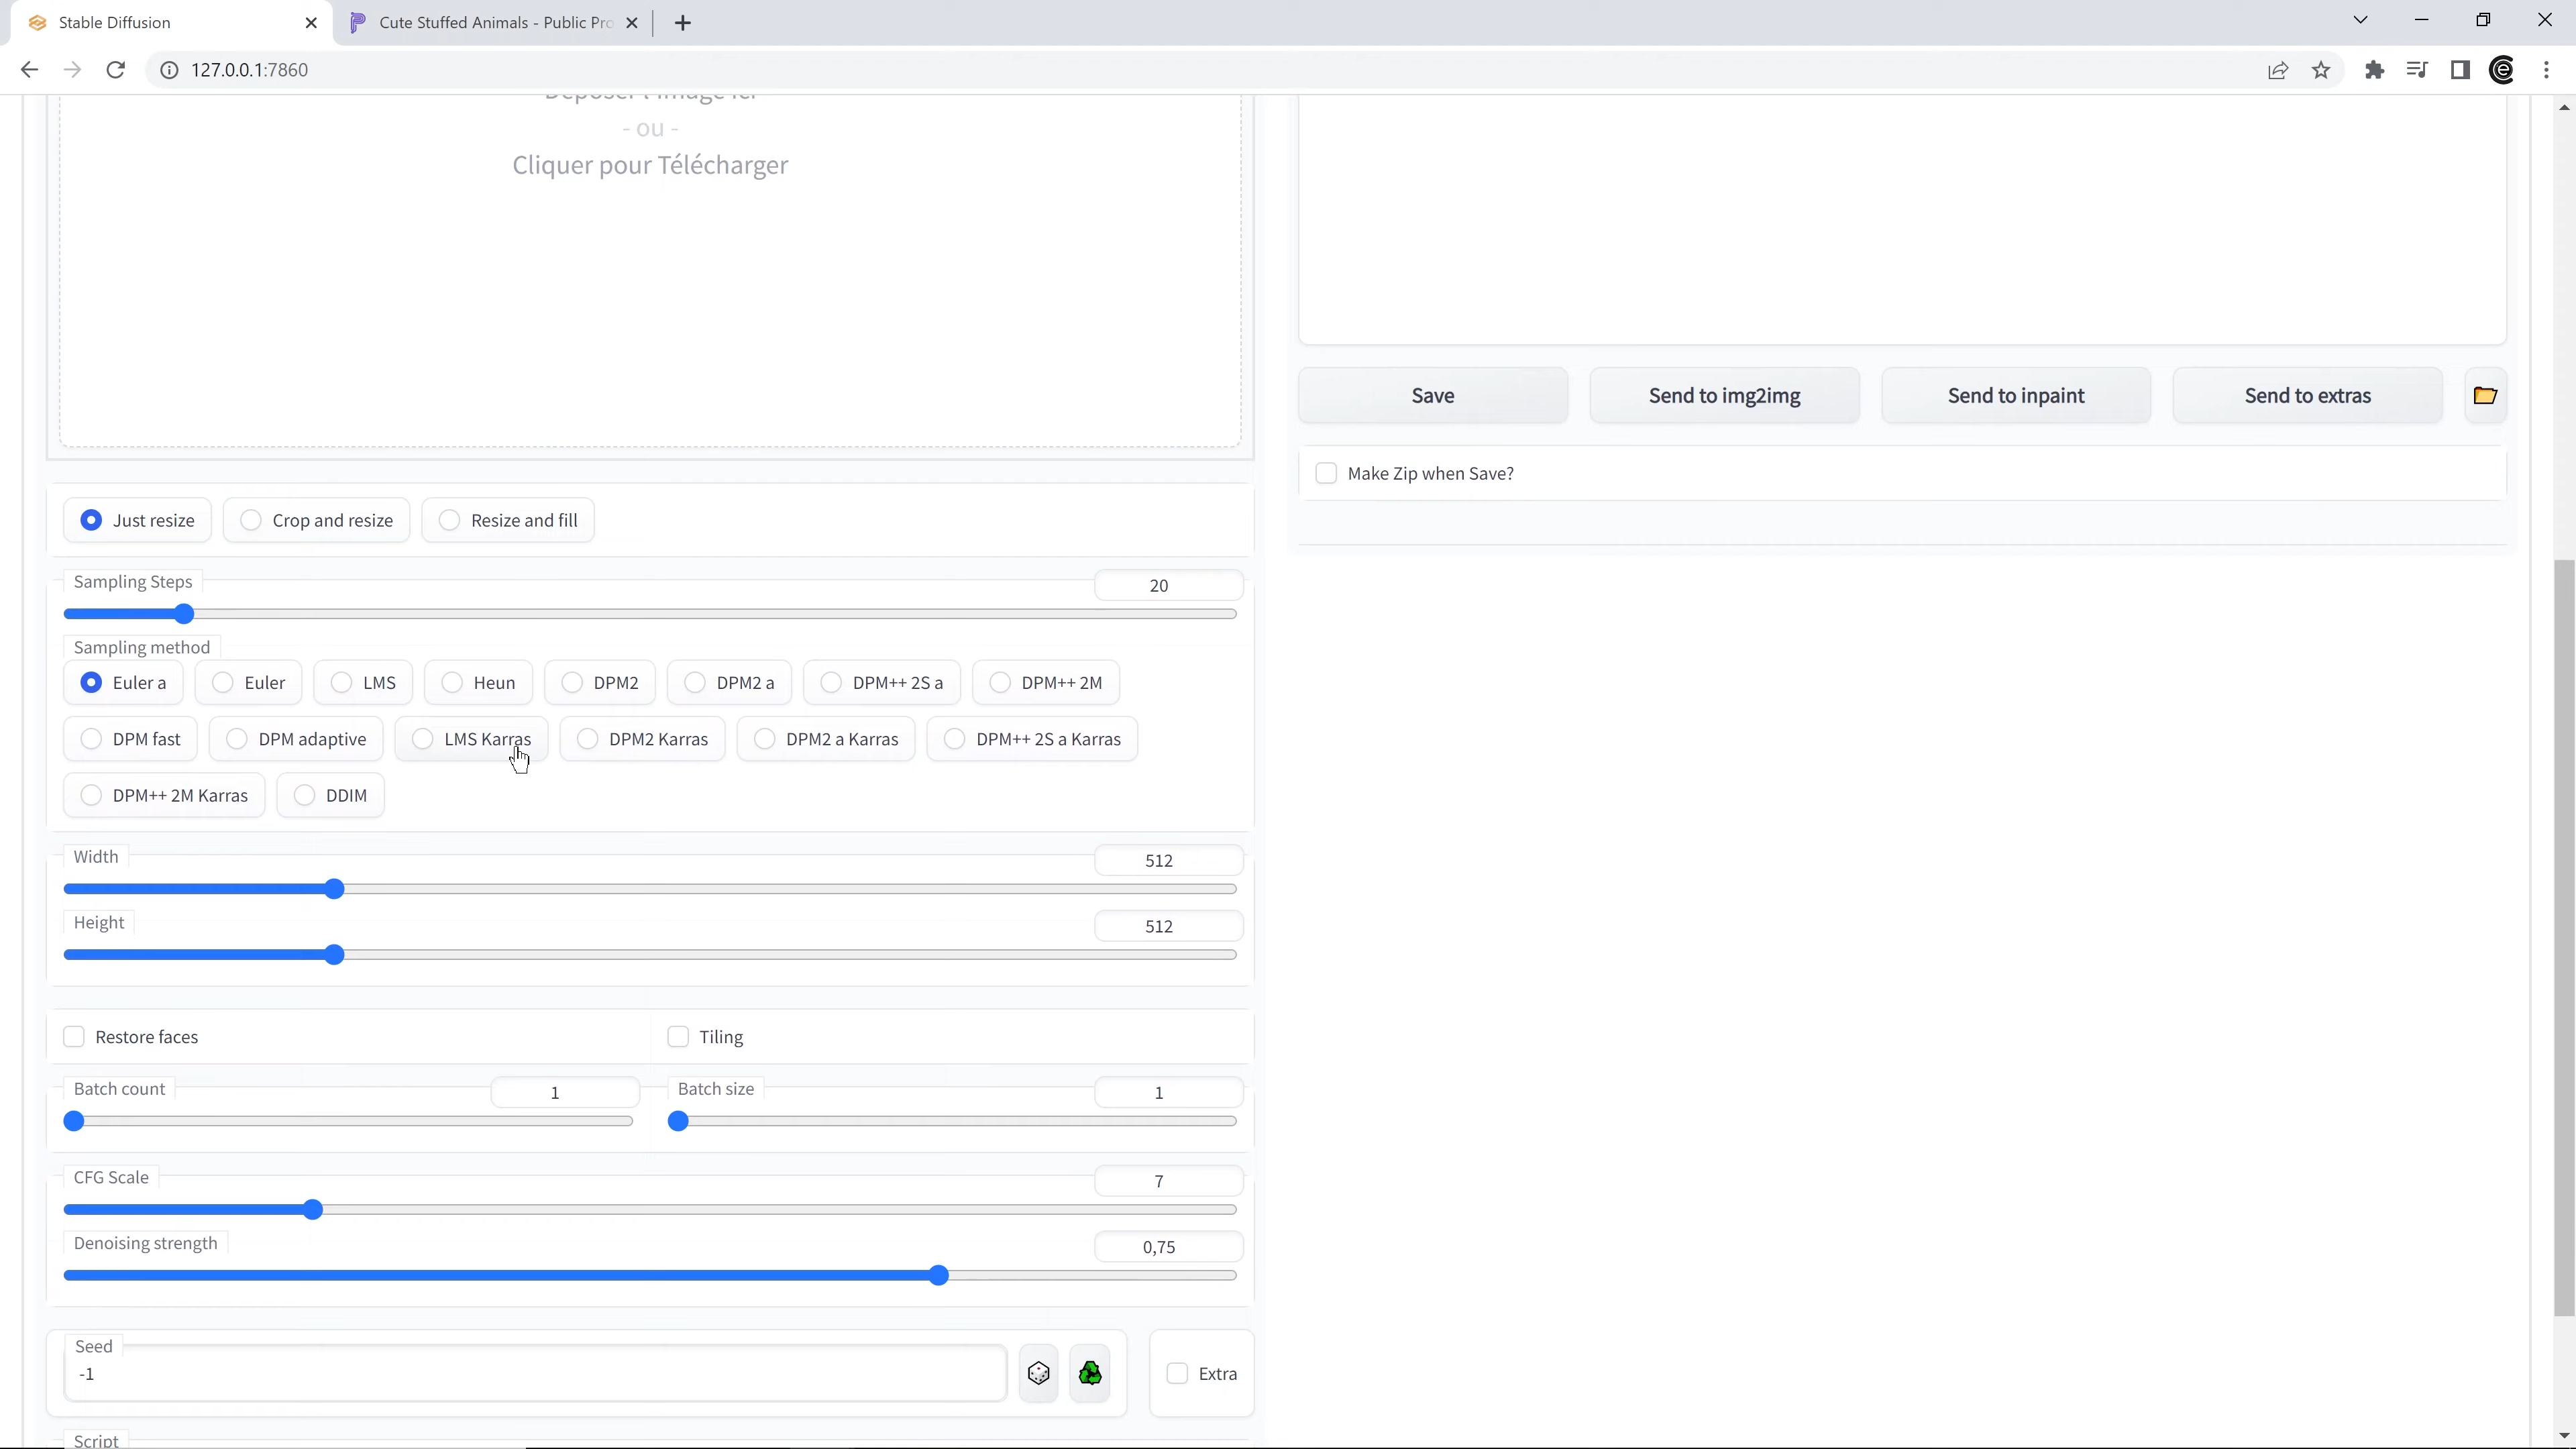 Stable Diffusion
Cute Stuffed Animals - Public Pro
127.0.0.1:7860
Déposer l'Image Ici
- ou -
Cliquer pour Télécharger
Save
Send to img2img
Send to inpaint
Send to extras
Make Zip when Save?
Just resize
Crop and resize
Resize and fill
Sampling Steps
20
Sampling method
Euler a
Euler
LMS
Heun
DPM2
DPM2 a
DPM++ 2S a
DPM++ 2M
DPM fast
DPM adaptive
LMS Karras
DPM2 Karras
DPM2 a Karras
DPM++ 2S a Karras
DPM++ 2M Karras
DDIM
Width
512
Height
512
Restore faces
Tiling
Batch count
1
Batch size
1
CFG Scale
7
Denoising strength
0,75
Seed
-1
Extra
Script